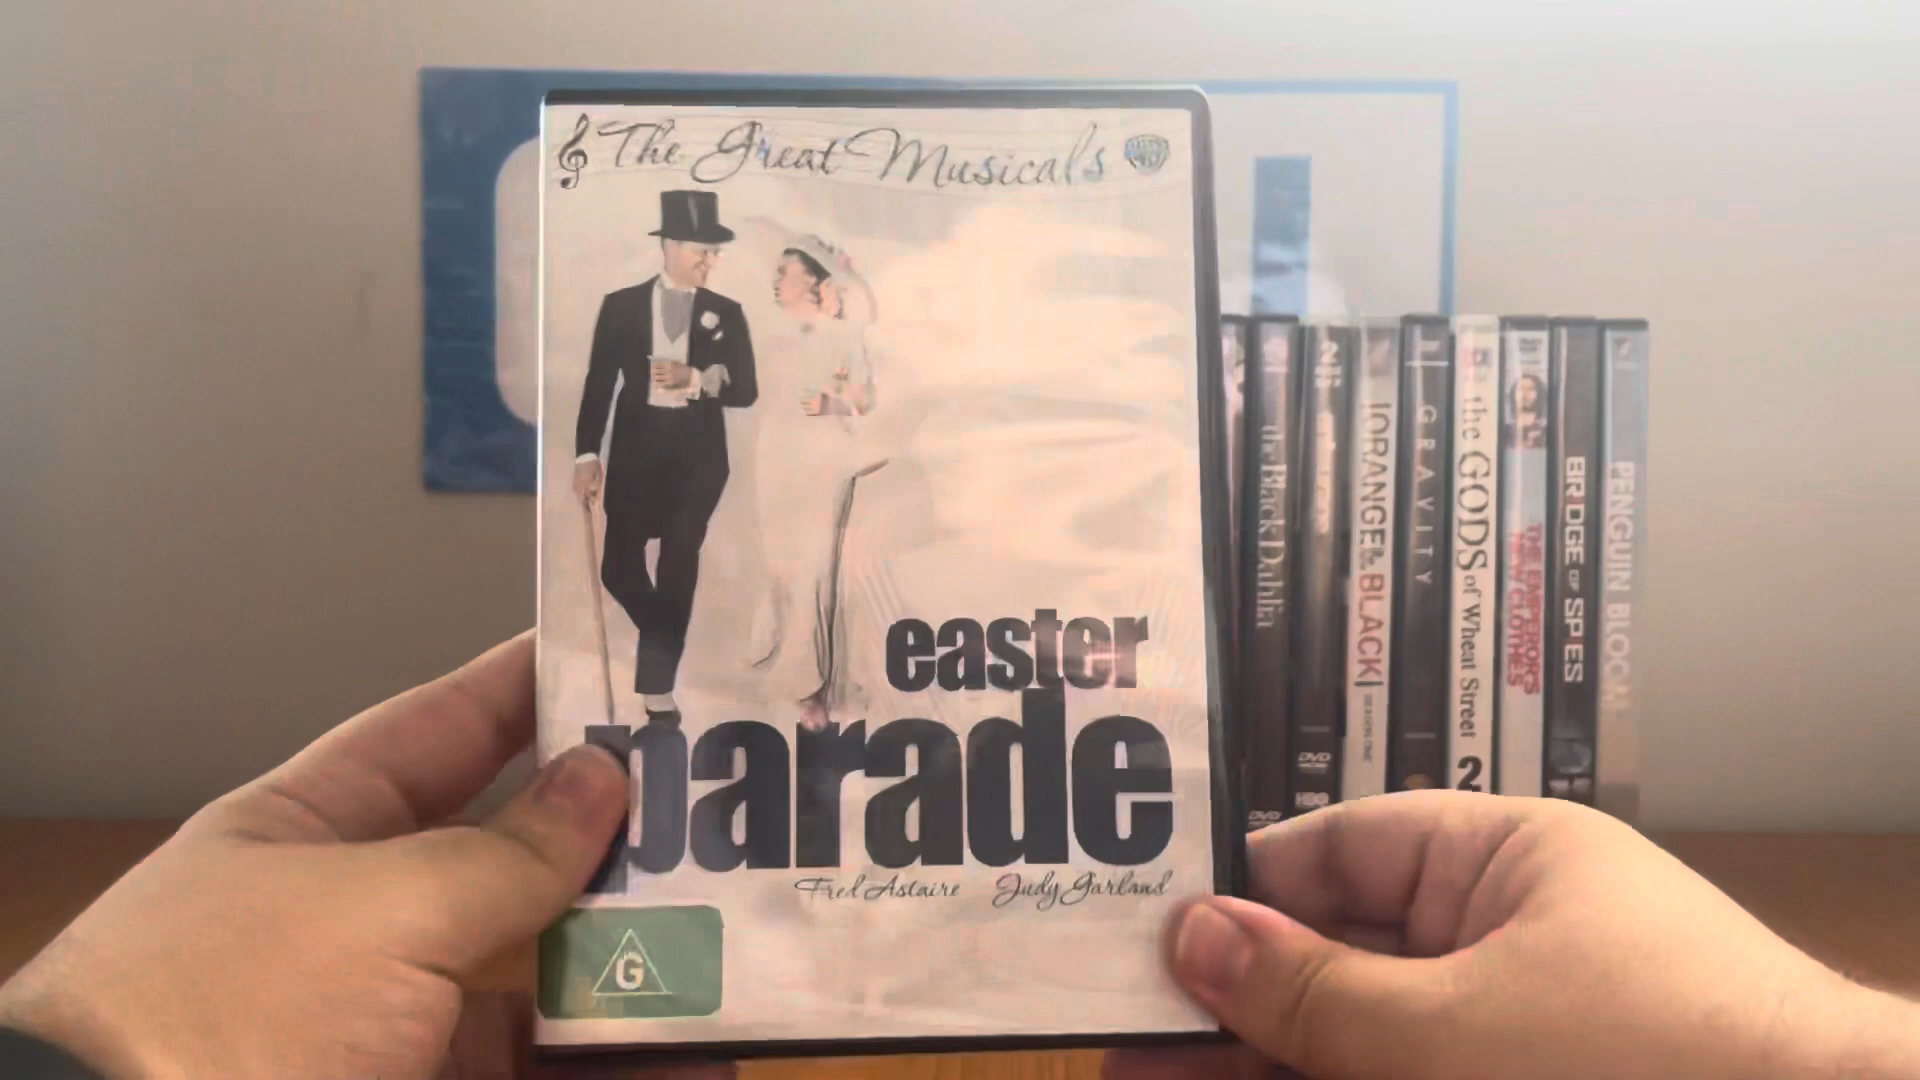 The Great Musicals
easter
parade
Fred Astaire Judy Garland
G
the Black Dahlia
DVD
DVD
HBO
ORANGE is the BLACK
SEASON ONE
GRAVITY
the GODS of Wheat Street
2
THE EMPEROR'S
NEW CLOTHES
BRIDGE OF SPIES
PENGUIN BLOOM